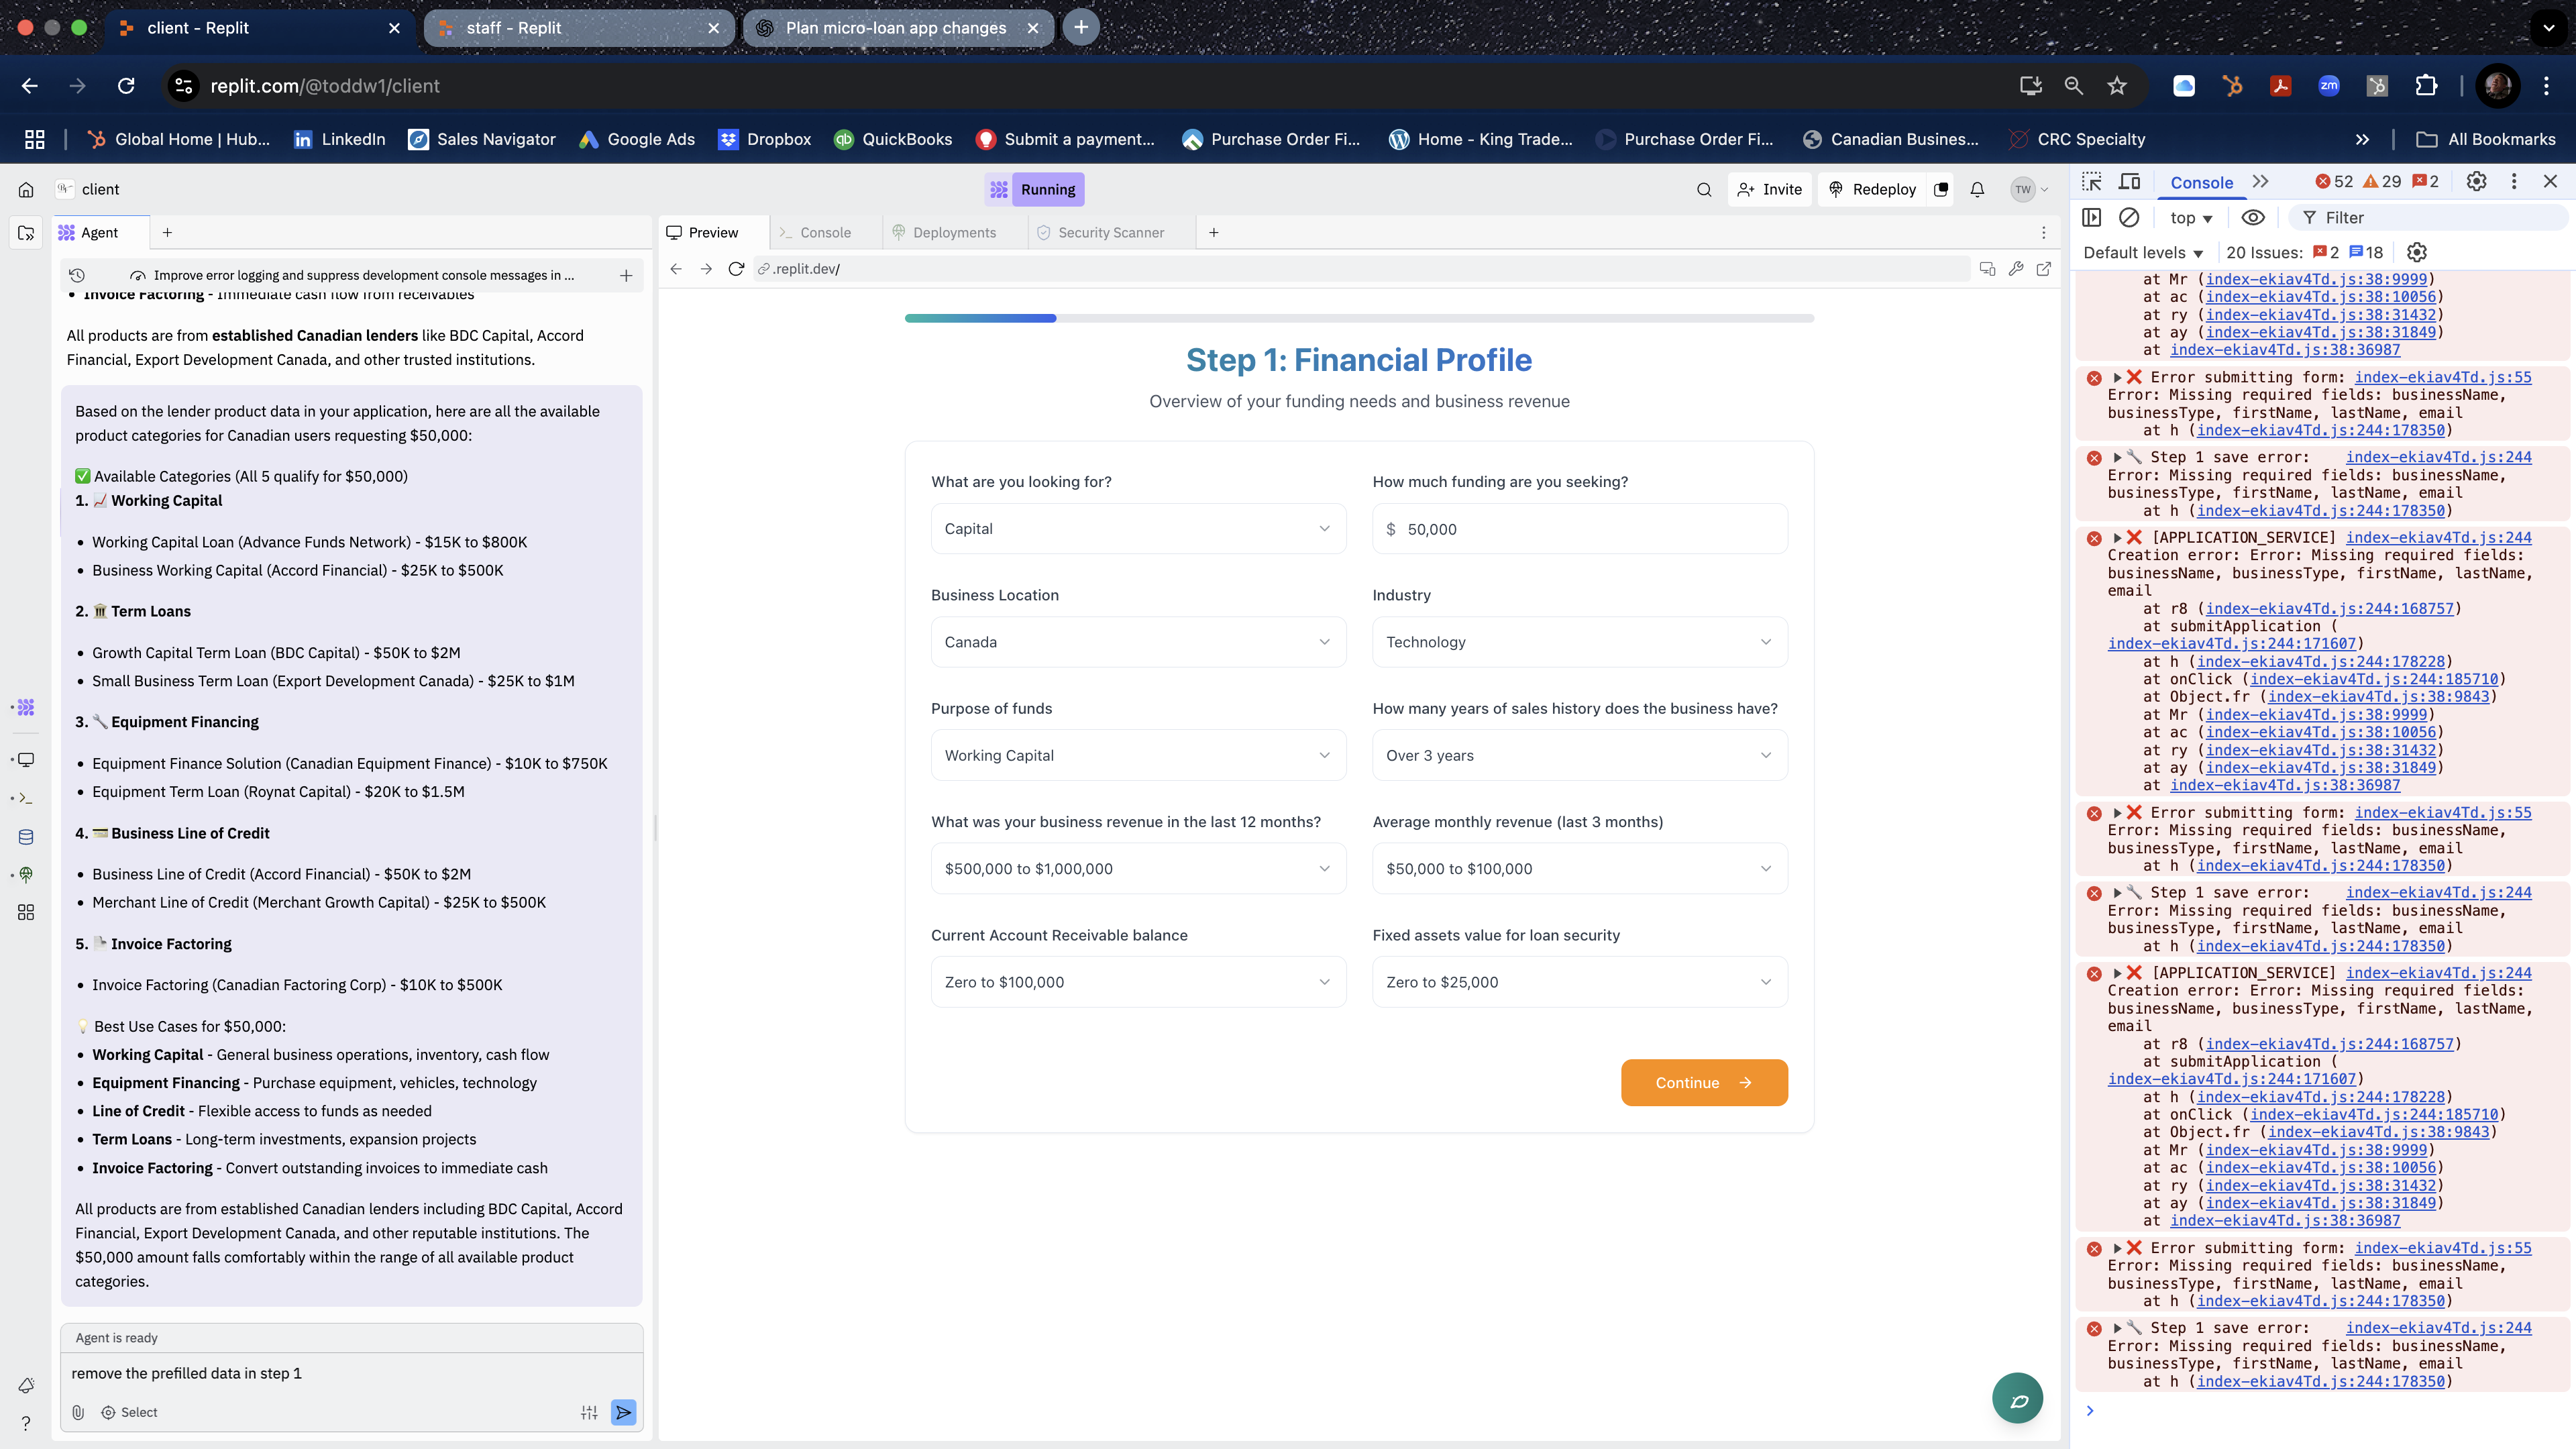 client - Replit
staff - Replit
Plan micro-loan app changes
replit.com/@toddw1/client
zm
Global Home | Hub...
in LinkedIn
Sales Navigator
Google Ads
Dropbox
qb QuickBooks
Submit a payment...
Purchase Order Fi...
Home - King Trade...
Purchase Order Fi...
Canadian Busines...
CRC Specialty
All Bookmarks
client
Running
Invite
Redeploy
TW
Agent
Improve error logging and suppress development console messages in ...
• Invoice Factoring - Immediate cash flow from receivables
All products are from established Canadian lenders like BDC Capital, Accord
Financial, Export Development Canada, and other trusted institutions.
Based on the lender product data in your application, here are all the available
product categories for Canadian users requesting $50,000:
✅ Available Categories (All 5 qualify for $50,000)
1. 📈 Working Capital
• Working Capital Loan (Advance Funds Network) - $15K to $800K
• Business Working Capital (Accord Financial) - $25K to $500K
2. 🏛️ Term Loans
• Growth Capital Term Loan (BDC Capital) - $50K to $2M
• Small Business Term Loan (Export Development Canada) - $25K to $1M
3. 🔧 Equipment Financing
• Equipment Finance Solution (Canadian Equipment Finance) - $10K to $750K
• Equipment Term Loan (Roynat Capital) - $20K to $1.5M
4. 💳 Business Line of Credit
• Business Line of Credit (Accord Financial) - $50K to $2M
• Merchant Line of Credit (Merchant Growth Capital) - $25K to $500K
5. 📄 Invoice Factoring
• Invoice Factoring (Canadian Factoring Corp) - $10K to $500K
💡 Best Use Cases for $50,000:
• Working Capital - General business operations, inventory, cash flow
• Equipment Financing - Purchase equipment, vehicles, technology
• Line of Credit - Flexible access to funds as needed
• Term Loans - Long-term investments, expansion projects
• Invoice Factoring - Convert outstanding invoices to immediate cash
All products are from established Canadian lenders including BDC Capital, Accord
Financial, Export Development Canada, and other reputable institutions. The
$50,000 amount falls comfortably within the range of all available product
categories.
Agent is ready
remove the prefilled data in step 1
Select
Preview
Console
Deployments
Security Scanner
.replit.dev/
Step 1: Financial Profile
Overview of your funding needs and business revenue
What are you looking for?
Capital
How much funding are you seeking?
$ 50,000
Business Location
Canada
Industry
Technology
Purpose of funds
Working Capital
How many years of sales history does the business have?
Over 3 years
What was your business revenue in the last 12 months?
$500,000 to $1,000,000
Average monthly revenue (last 3 months)
$50,000 to $100,000
Current Account Receivable balance
Zero to $100,000
Fixed assets value for loan security
Zero to $25,000
Continue →
Console
52
29
2
top
Filter
Default levels
20 Issues: 2 18
at Mr (index-ekiav4Td.js:38:9999)
at ac (index-ekiav4Td.js:38:10056)
at ry (index-ekiav4Td.js:38:31432)
at ay (index-ekiav4Td.js:38:31849)
at index-ekiav4Td.js:38:36987
❌ Error submitting form: index-ekiav4Td.js:55
Error: Missing required fields: businessName,
businessType, firstName, lastName, email
at h (index-ekiav4Td.js:244:178350)
🔧 Step 1 save error: index-ekiav4Td.js:244
Error: Missing required fields: businessName,
businessType, firstName, lastName, email
at h (index-ekiav4Td.js:244:178350)
❌ [APPLICATION_SERVICE] index-ekiav4Td.js:244
Creation error: Error: Missing required fields:
businessName, businessType, firstName, lastName,
email
at r8 (index-ekiav4Td.js:244:168757)
at submitApplication (
index-ekiav4Td.js:244:171607)
at h (index-ekiav4Td.js:244:178228)
at onClick (index-ekiav4Td.js:244:185710)
at Object.fr (index-ekiav4Td.js:38:9843)
at Mr (index-ekiav4Td.js:38:9999)
at ac (index-ekiav4Td.js:38:10056)
at ry (index-ekiav4Td.js:38:31432)
at ay (index-ekiav4Td.js:38:31849)
at index-ekiav4Td.js:38:36987
❌ Error submitting form: index-ekiav4Td.js:55
Error: Missing required fields: businessName,
businessType, firstName, lastName, email
at h (index-ekiav4Td.js:244:178350)
🔧 Step 1 save error: index-ekiav4Td.js:244
Error: Missing required fields: businessName,
businessType, firstName, lastName, email
at h (index-ekiav4Td.js:244:178350)
❌ [APPLICATION_SERVICE] index-ekiav4Td.js:244
Creation error: Error: Missing required fields:
businessName, businessType, firstName, lastName,
email
at r8 (index-ekiav4Td.js:244:168757)
at submitApplication (
index-ekiav4Td.js:244:171607)
at h (index-ekiav4Td.js:244:178228)
at onClick (index-ekiav4Td.js:244:185710)
at Object.fr (index-ekiav4Td.js:38:9843)
at Mr (index-ekiav4Td.js:38:9999)
at ac (index-ekiav4Td.js:38:10056)
at ry (index-ekiav4Td.js:38:31432)
at ay (index-ekiav4Td.js:38:31849)
at index-ekiav4Td.js:38:36987
❌ Error submitting form: index-ekiav4Td.js:55
Error: Missing required fields: businessName,
businessType, firstName, lastName, email
at h (index-ekiav4Td.js:244:178350)
🔧 Step 1 save error: index-ekiav4Td.js:244
Error: Missing required fields: businessName,
businessType, firstName, lastName, email
at h (index-ekiav4Td.js:244:178350)